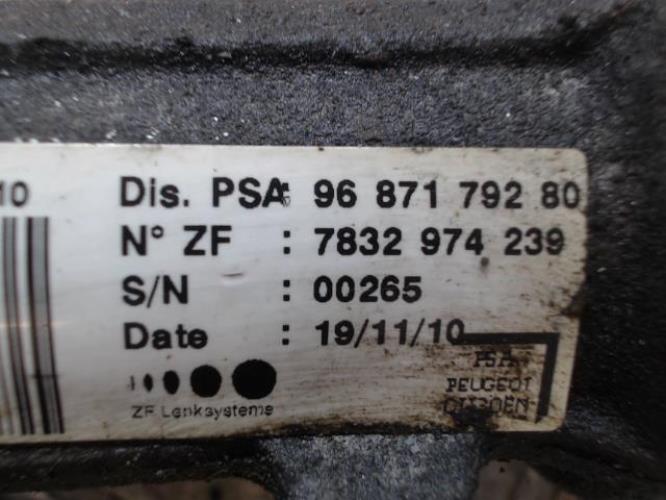 10
Dis. PSA: 96 871 792 80
N° ZF : 7832 974 239
S/N : 00265
Date : 19/11/10
PSA
PEUGEOT
CITROËN
ZF Lenksysteme